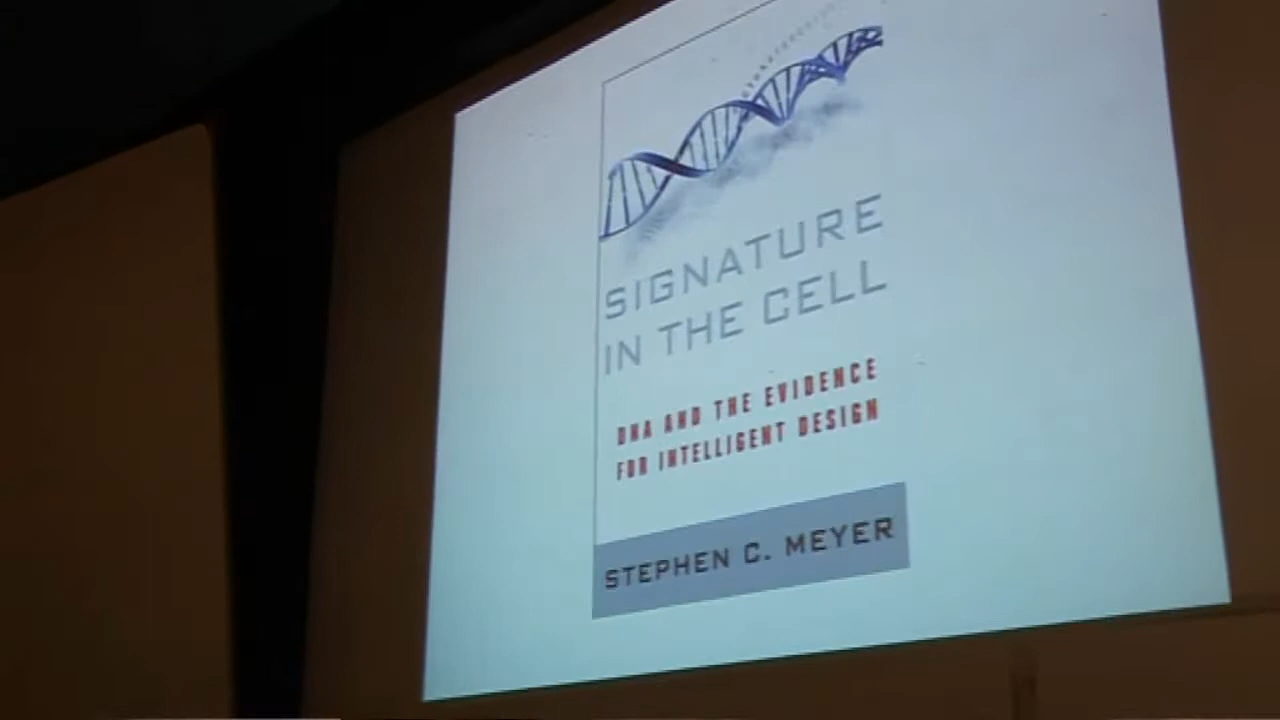 SIGNATURE
IN THE CELL
DNA AND THE EVIDENCE
FOR INTELLIGENT DESIGN
STEPHEN C. MEYER